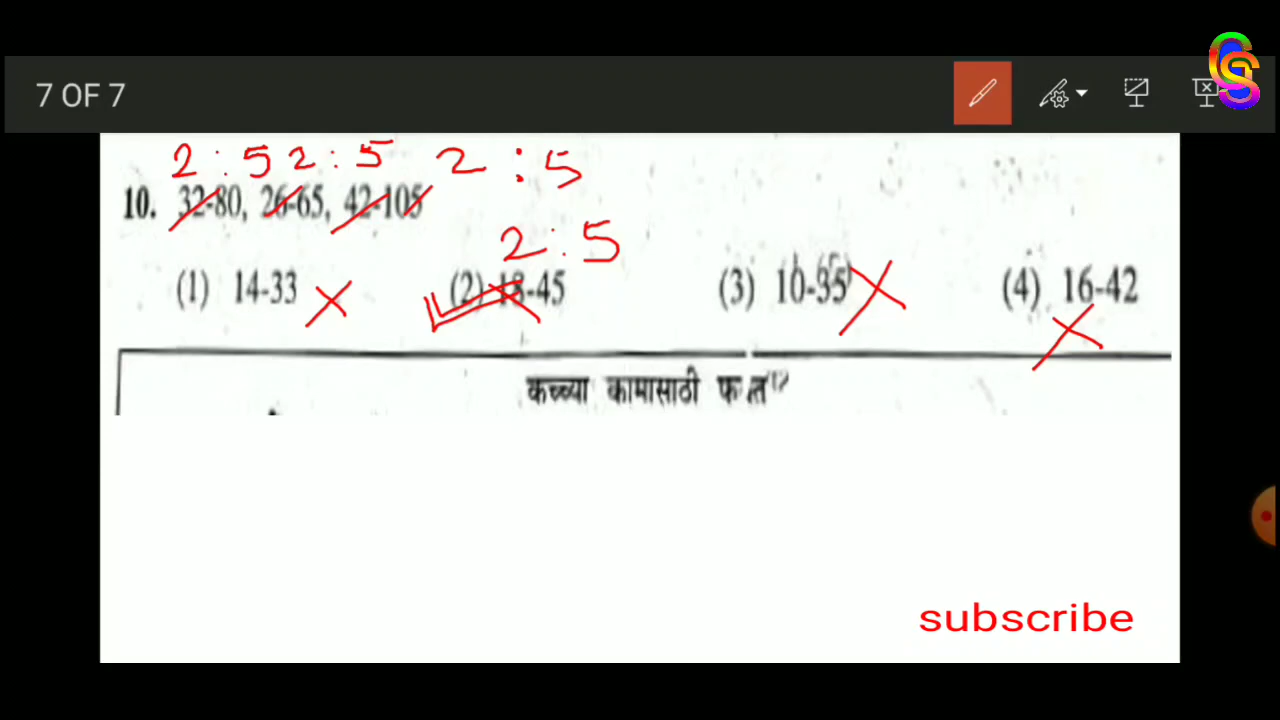 7 OF 7
2 : 5 2 : 5 2 : 5
10. 32-80, 26-65, 42-105
2 : 5
(1) 14-33 (2) 18-45 (3) 10-35 (4) 16-42
कच्च्या कामासाठी
subscribe